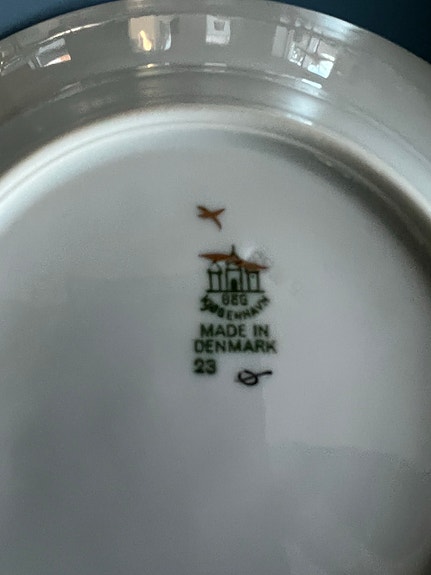 B&G
KJØBENHAVN
MADE IN
DENMARK
23